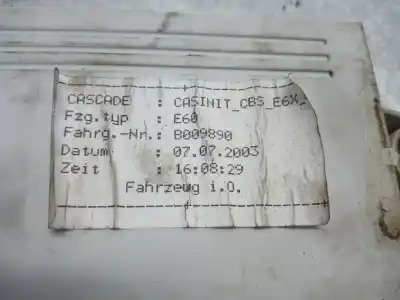 CASCADE : CASINIT_CBS_E6X_
Fzg.typ : E60
Fahrg.-Nr.: B009890
Datum : 07.07.2003
Zeit : 16:08:29
Fahrzeug i.O.